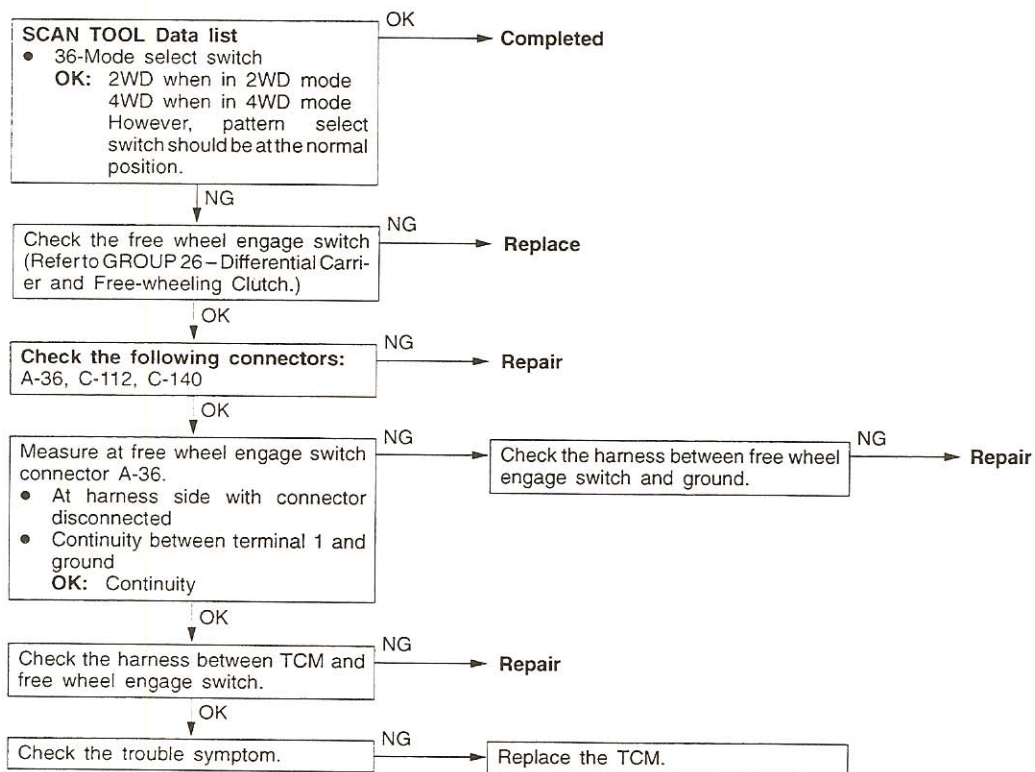 OK
SCAN TOOL Data list
Completed
● 36-Mode select switch
OK: 2WD when in 2WD mode
4WD when in 4WD mode
However, pattern select
switch should be at the normal
position.
NG
Check the free wheel engage switch
(Refer to GROUP 26 – Differential Carri-
er and Free-wheeling Clutch.)
NG
Replace
OK
Check the following connectors:
A-36, C-112, C-140
NG
Repair
OK
Measure at free wheel engage switch
connector A-36.
● At harness side with connector
disconnected
● Continuity between terminal 1 and
ground
OK: Continuity
NG
Check the harness between free wheel
engage switch and ground.
NG
Repair
OK
Check the harness between TCM and
free wheel engage switch.
NG
Repair
OK
Check the trouble symptom.
NG
Replace the TCM.